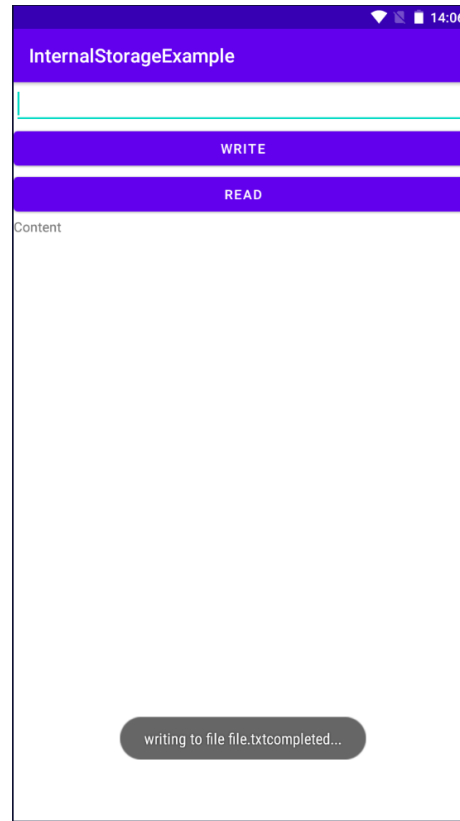 14:06
InternalStorageExample
WRITE
READ
Content
writing to file file.txtcompleted...